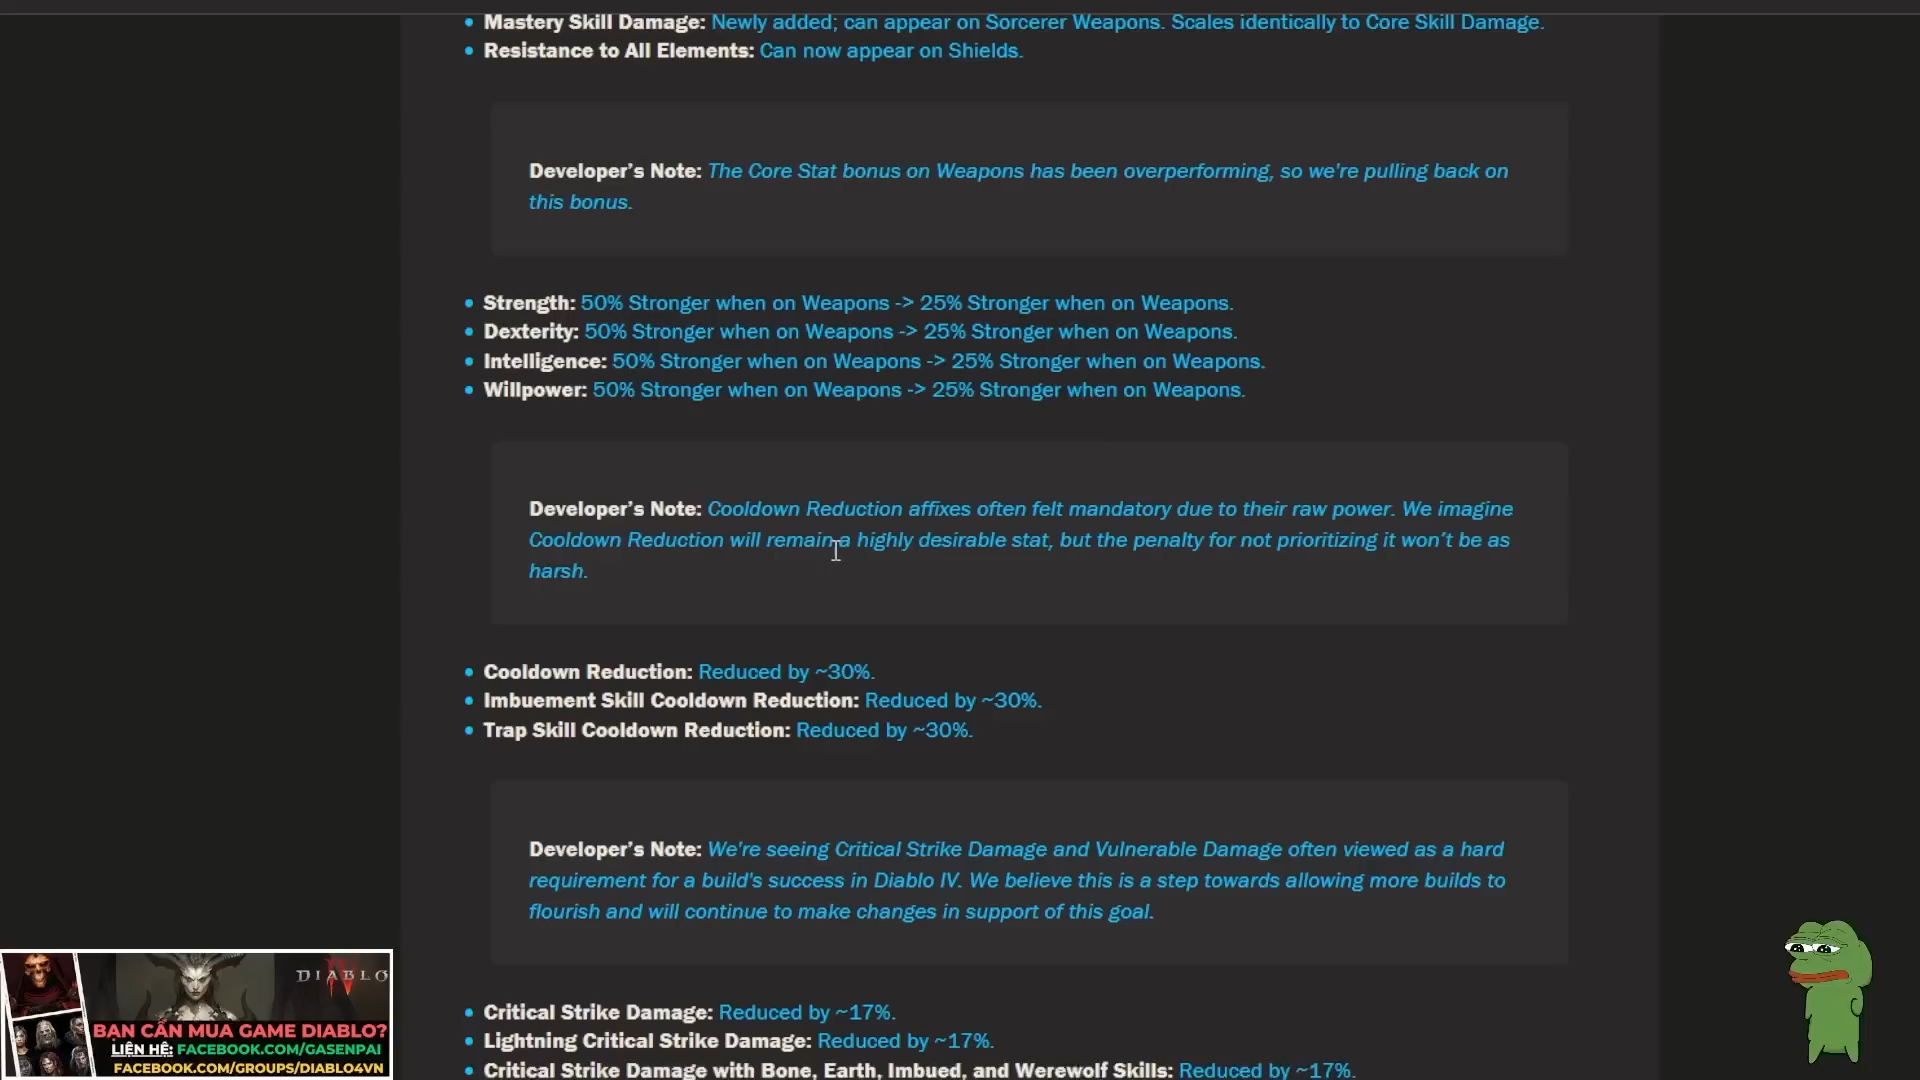 Mastery Skill Damage: Newly added; can appear on Sorcerer Weapons. Scales identically to Core Skill Damage.
Resistance to All Elements: Can now appear on Shields.
Developer's Note: The Core Stat bonus on Weapons has been overperforming, so we're pulling back on
this bonus.
Strength: 50% Stronger when on Weapons -> 25% Stronger when on Weapons.
Dexterity: 50% Stronger when on Weapons -> 25% Stronger when on Weapons.
Intelligence: 50% Stronger when on Weapons -> 25% Stronger when on Weapons.
Willpower: 50% Stronger when on Weapons -> 25% Stronger when on Weapons.
Developer's Note: Cooldown Reduction affixes often felt mandatory due to their raw power. We imagine
Cooldown Reduction will remain a highly desirable stat, but the penalty for not prioritizing it won't be as
harsh.
Cooldown Reduction: Reduced by ~30%.
Imbuement Skill Cooldown Reduction: Reduced by ~30%.
Trap Skill Cooldown Reduction: Reduced by ~30%.
Developer's Note: We're seeing Critical Strike Damage and Vulnerable Damage often viewed as a hard
requirement for a build's success in Diablo IV. We believe this is a step towards allowing more builds to
flourish and will continue to make changes in support of this goal.
Critical Strike Damage: Reduced by ~17%.
Lightning Critical Strike Damage: Reduced by ~17%.
Critical Strike Damage with Bone, Earth, Imbued, and Werewolf Skills: Reduced by ~17%.
DIABLO
IV
BẠN CẦN MUA GAME DIABLO?
LIÊN HỆ: FACEBOOK.COM/GASENPAI
FACEBOOK.COM/GROUPS/DIABLO4VN